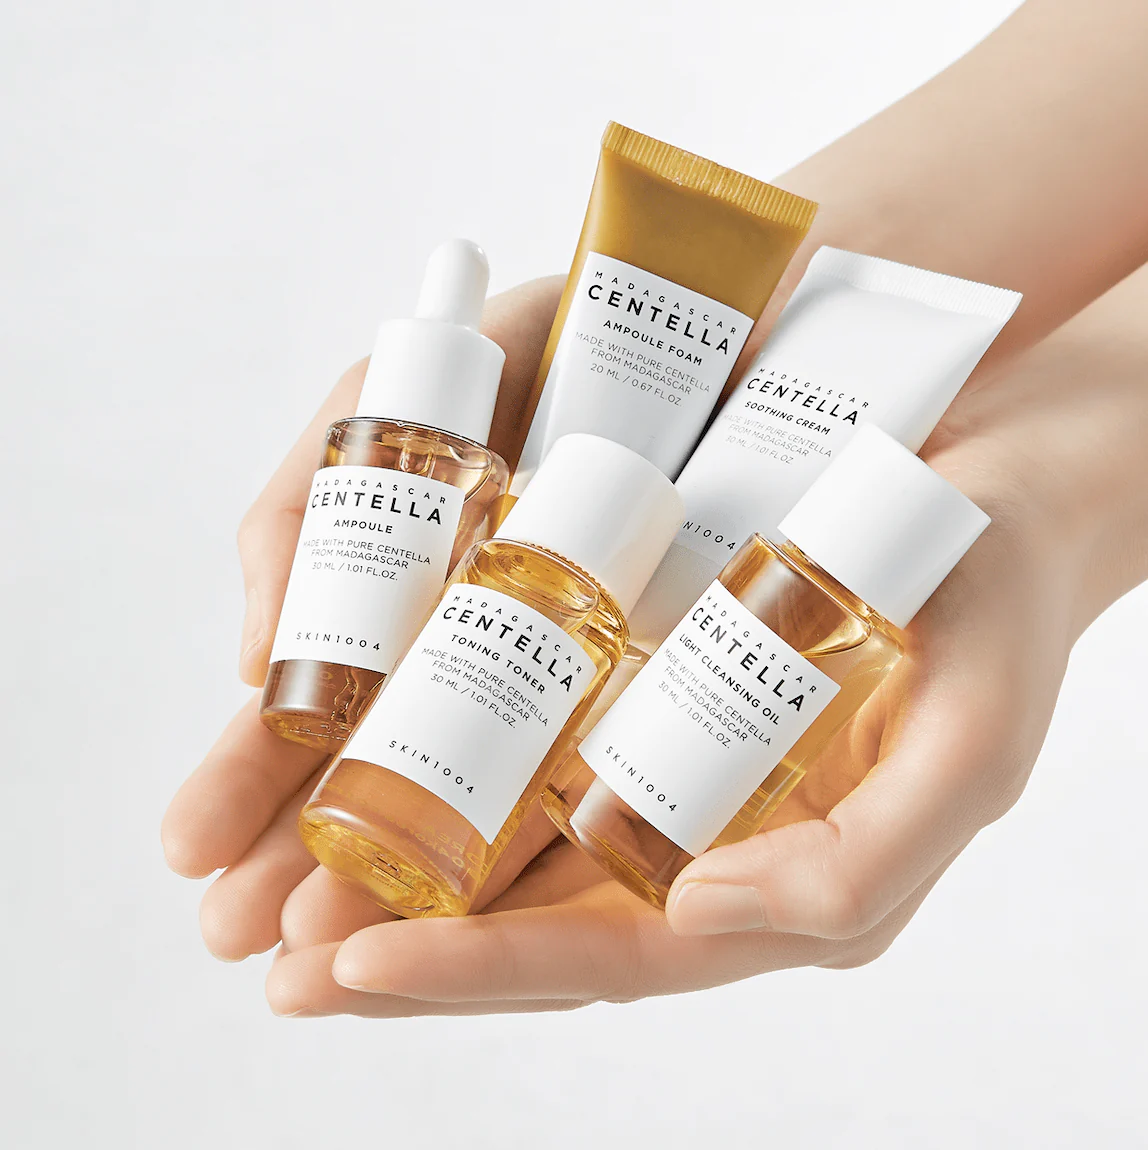 MADAGASCAR
CENTELLA
AMPOULE FOAM
MADE WITH PURE CENTELLA
FROM MADAGASCAR
20 ML / 0.67 FL.OZ.
MADAGASCAR
CENTELLA
SOOTHING CREAM
MADE WITH PURE CENTELLA
FROM MADAGASCAR
30 ML / 1.01 FL.OZ.
N1004
MADAGASCAR
CENTELLA
AMPOULE
MADE WITH PURE CENTELLA
FROM MADAGASCAR
30 ML / 1.01 FL.OZ.
SKIN1004
MADAGASCAR
CENTELLA
TONING TONER
MADE WITH PURE CENTELLA
FROM MADAGASCAR
30 ML / 1.01 FL.OZ.
SKIN1004
MADAGASCAR
CENTELLA
LIGHT CLEANSING OIL
MADE WITH PURE CENTELLA
FROM MADAGASCAR
30 ML / 1.01 FL.OZ.
SKIN1004